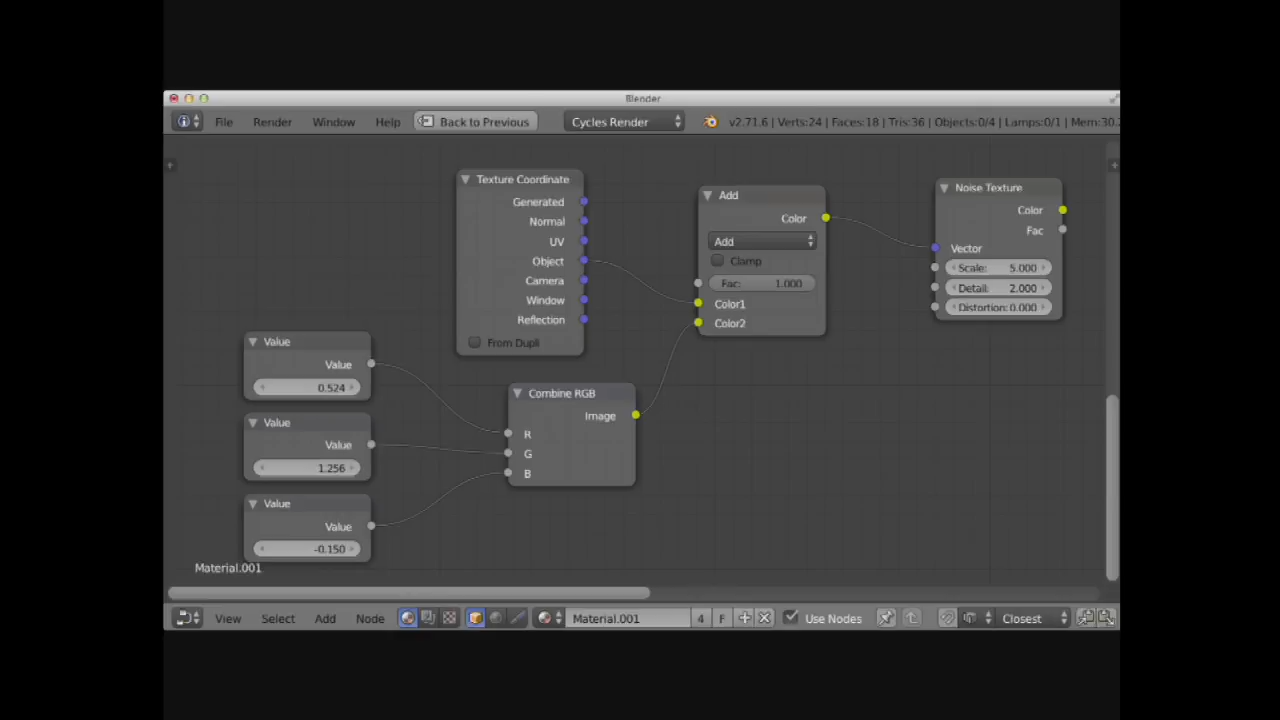 Blender
File Render Window Help Back to Previous Cycles Render v2.71.6 | Verts:24 | Faces:18 | Tris:36 | Objects:0/4 | Lamps:0/1 | Mem:30.
Texture Coordinate
Generated
Normal
UV
Object
Camera
Window
Reflection
From Dupli
Add
Color
Add
Clamp
Fac: 1.000
Color1
Color2
Noise Texture
Color
Fac
Vector
Scale: 5.000
Detail: 2.000
Distortion: 0.000
Value
Value
0.524
Value
Value
1.256
Value
Value
-0.150
Combine RGB
Image
R
G
B
Material.001
View Select Add Node Material.001 4 F Use Nodes Closest